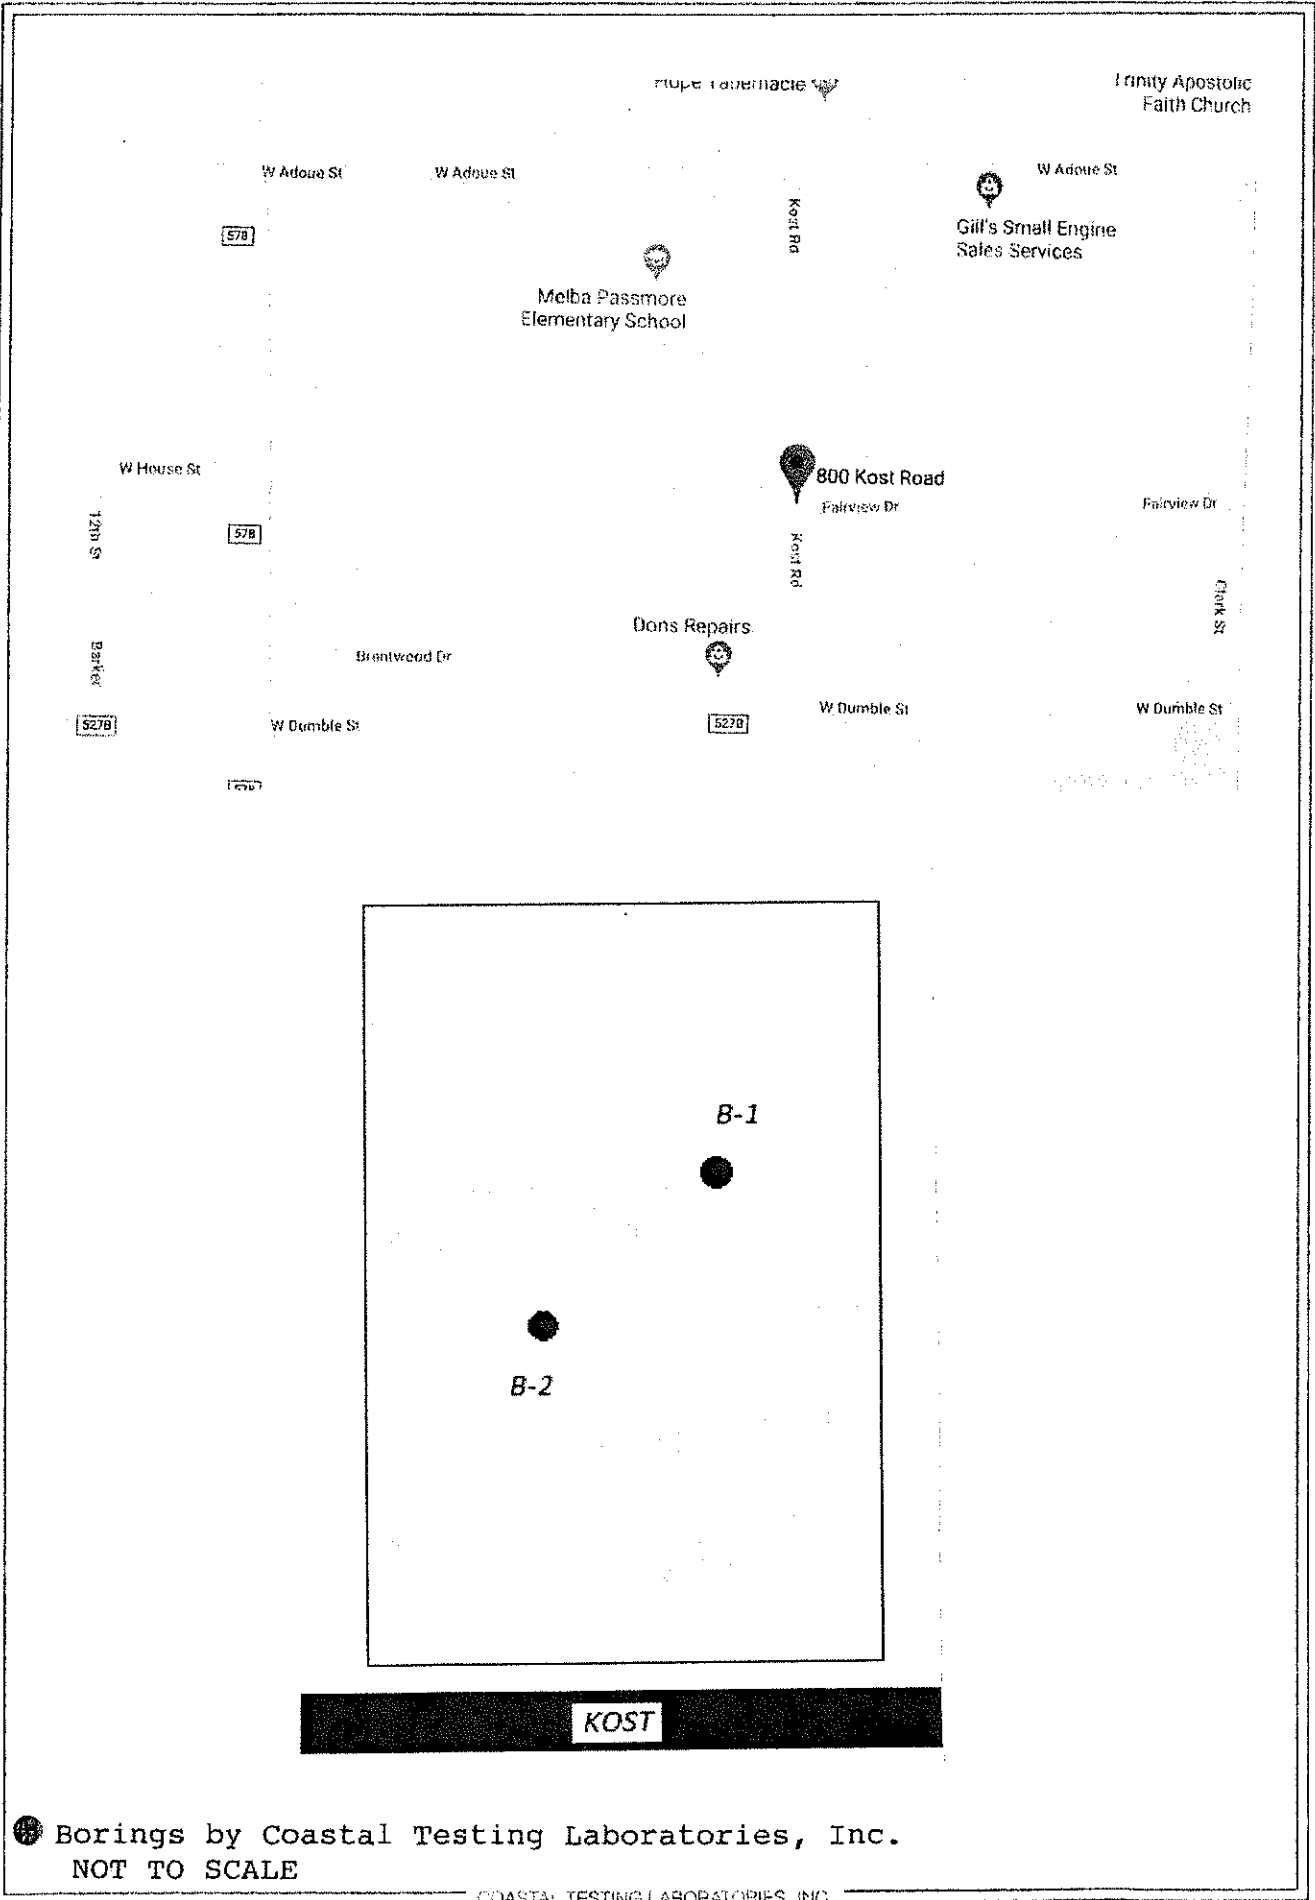 Hope Tabernacle
Trinity Apostolic
Faith Church
W Adoue St
W Adoue St
W Adoue St
Kost Rd
578
Gill's Small Engine
Sales Services
Melba Passmore
Elementary School
W House St
800 Kost Road
Fairview Dr
Fairview Dr
12th St
578
Kost Rd
Clark St
Dons Repairs
Barker
Brentwood Dr
W Dumble St
W Dumble St
527B
W Dumble St
527B
B-1
B-2
KOST
Borings by Coastal Testing Laboratories, Inc.
NOT TO SCALE
COASTAL TESTING LABORATORIES, INC.